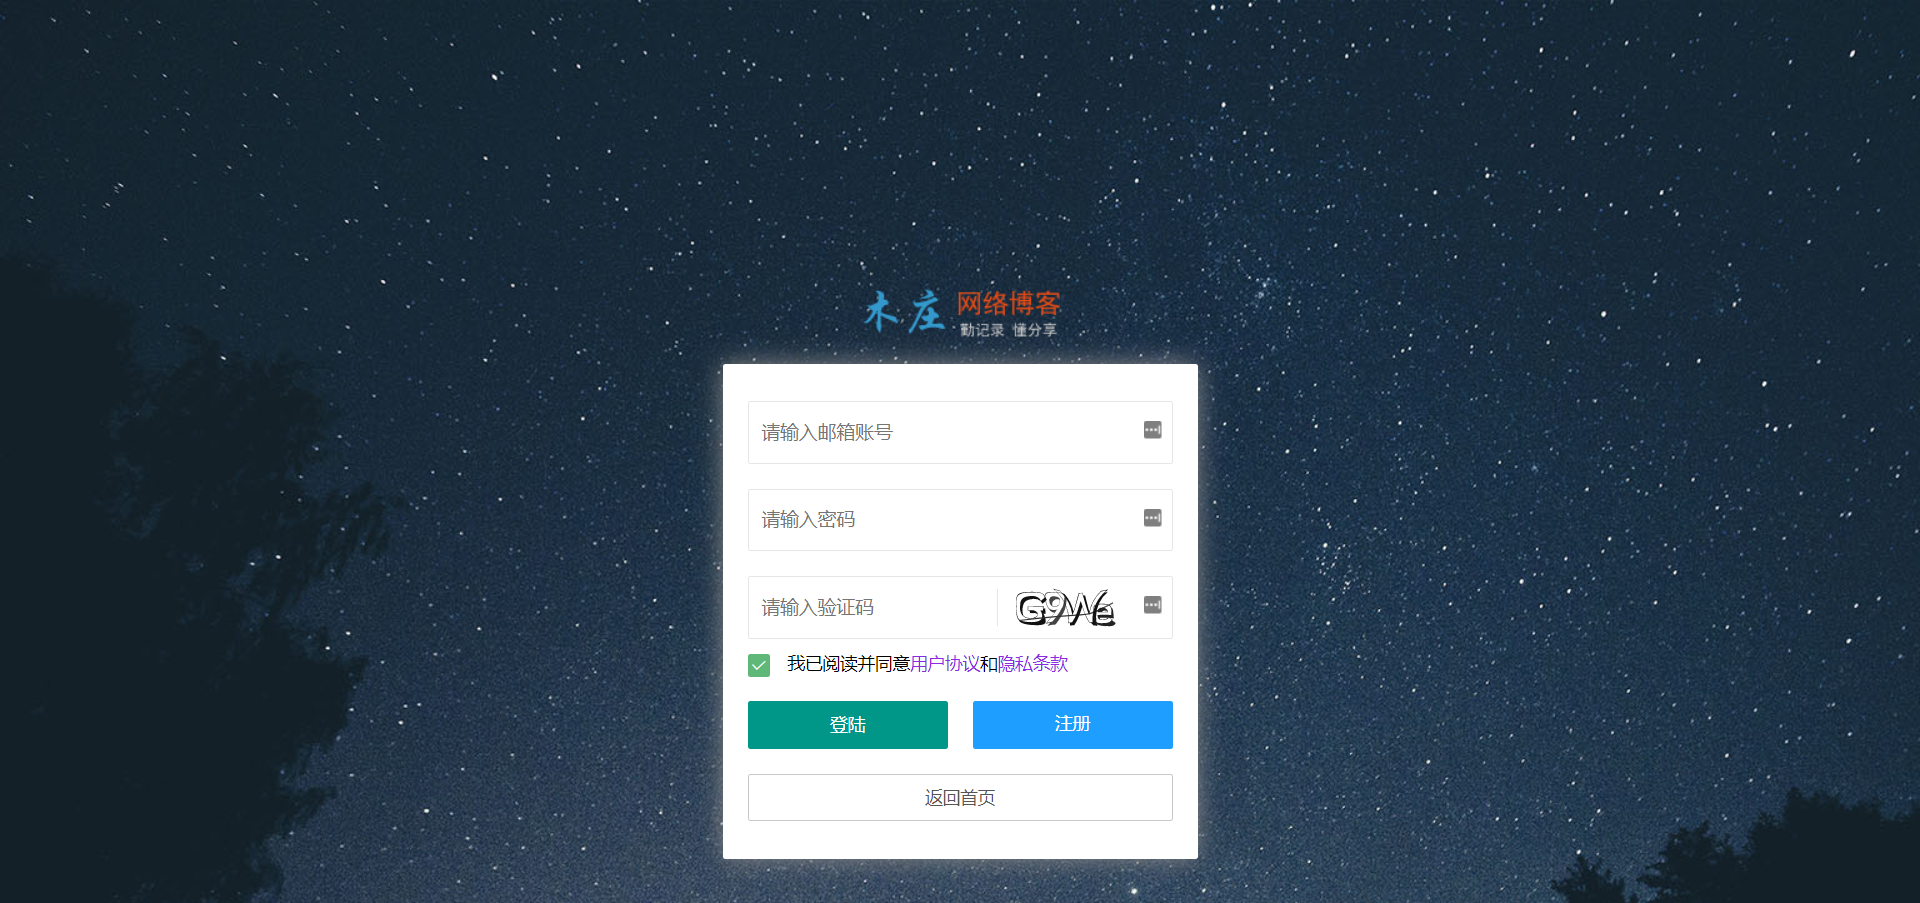 木庄 网络博客
勤记录 懂分享
请输入邮箱账号
请输入密码
请输入验证码 G9We
我已阅读并同意用户协议和隐私条款
登陆 注册
返回首页